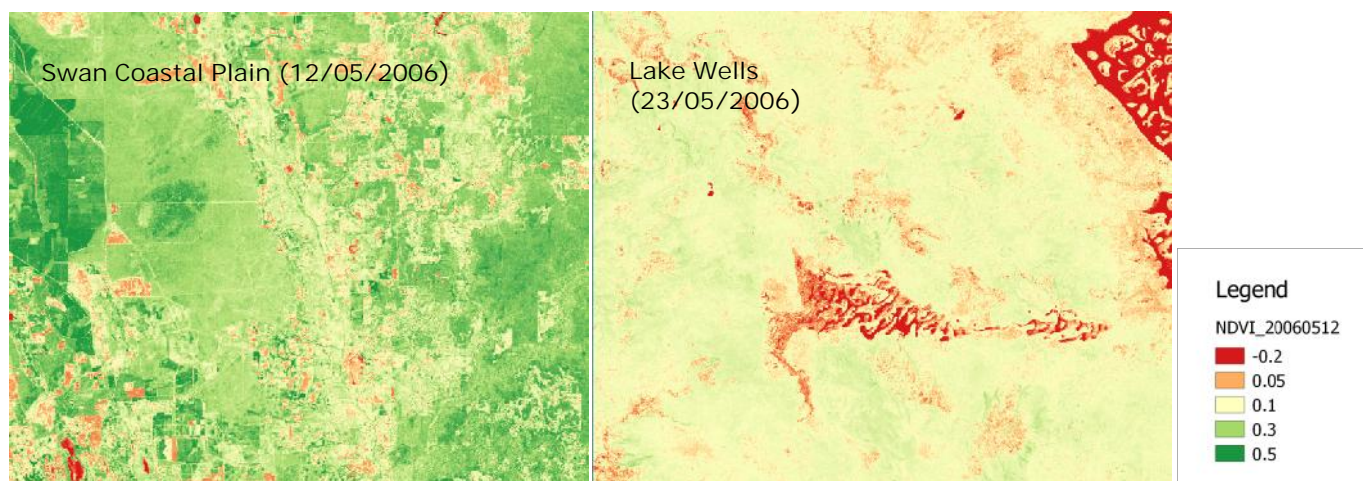 Swan Coastal Plain (12/05/2006)
Lake Wells
(23/05/2006)
Legend
NDVI_20060512
-0.2
0.05
0.1
0.3
0.5